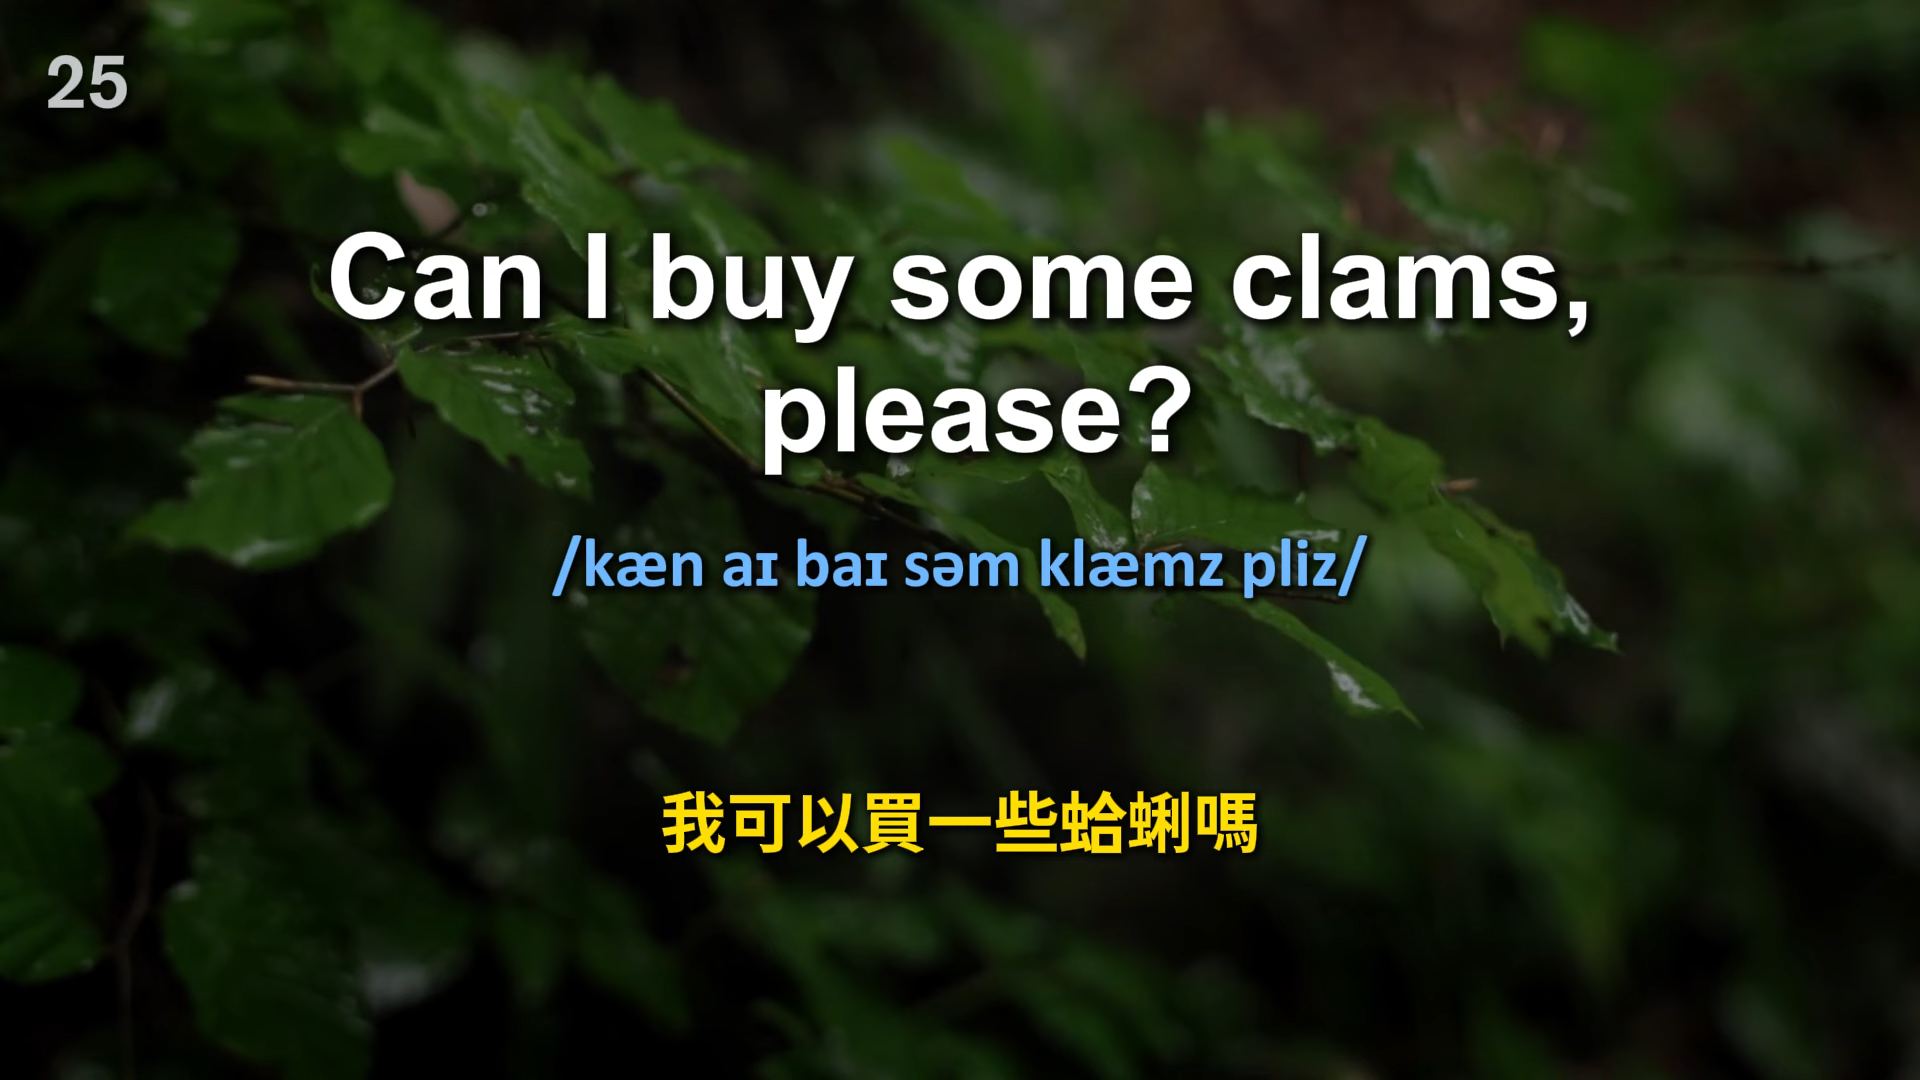 25
Can I buy some clams,
please?
/kæn aɪ baɪ səm klæmz pliz/
我可以買一些蛤蜊嗎